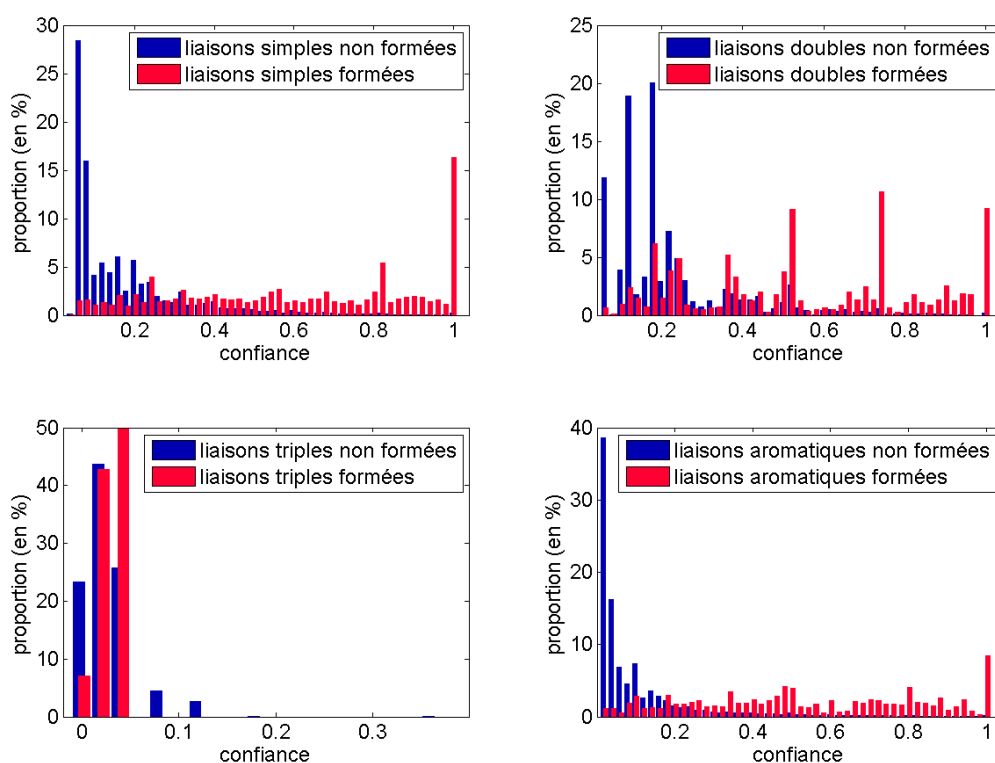 30
25
20
15
10
5
0
0.2
0.4
0.6
0.8
1
proportion (en %)
confiance
liaisons simples non formées
liaisons simples formées
25
20
15
10
5
0
0.2
0.4
0.6
0.8
1
proportion (en %)
confiance
liaisons doubles non formées
liaisons doubles formées
50
40
30
20
10
0
0
0.1
0.2
0.3
proportion (en %)
confiance
liaisons triples non formées
liaisons triples formées
40
30
20
10
0
0.2
0.4
0.6
0.8
1
proportion (en %)
confiance
liaisons aromatiques non formées
liaisons aromatiques formées